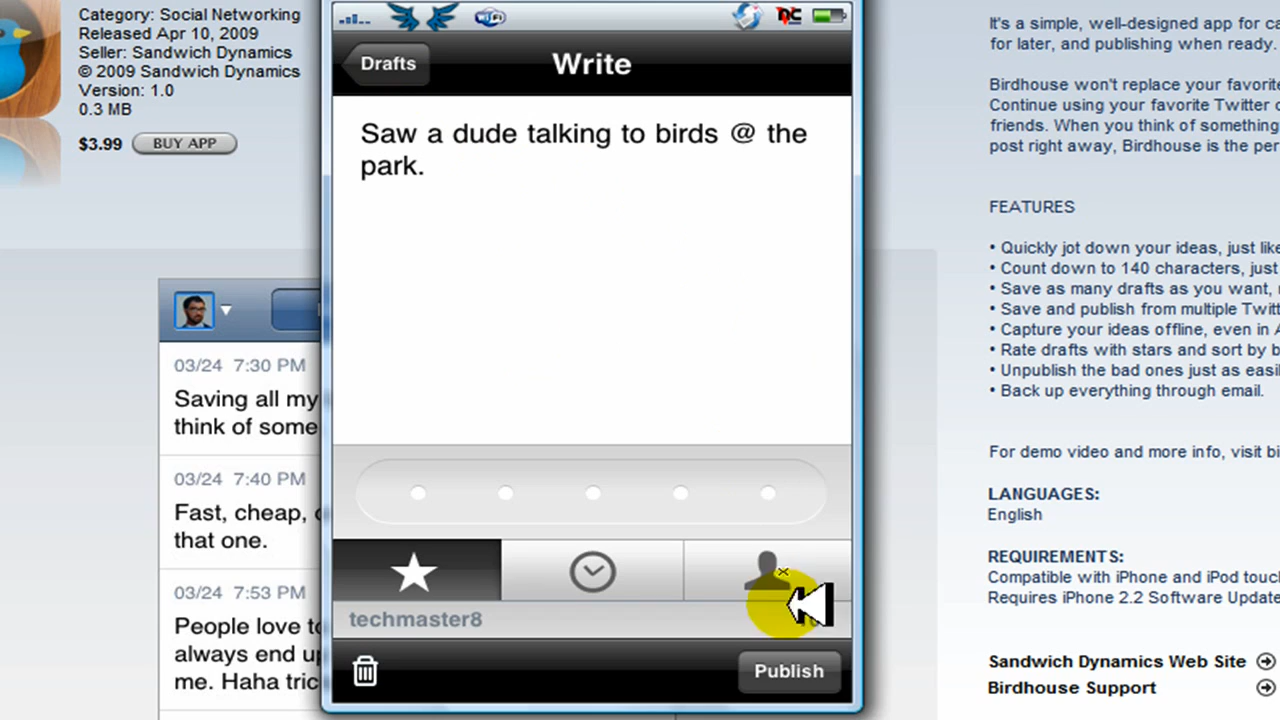 Category: Social Networking
Released Apr 10, 2009
Seller: Sandwich Dynamics
© 2009 Sandwich Dynamics
Version: 1.0
0.3 MB
$3.99 BUY APP
Drafts
Write
Saw a dude talking to birds @ the
park.
techmaster8
Publish
03/24 7:30 PM
Saving all my
think of some
03/24 7:40 PM
Fast, cheap,
that one.
03/24 7:53 PM
People love to
always end up
me. Haha
It's a simple, well-designed app for
for later, and publishing when ready.
Birdhouse won't replace your favorite
Continue using your favorite Twitter
friends. When you think of something
post right away, Birdhouse is the
FEATURES
• Quickly jot down your ideas, just like
• Count down to 140 characters, just
• Save as many drafts as you want,
• Save and publish from multiple
• Capture your ideas offline, even in
• Rate drafts with stars and sort by
• Unpublish the bad ones just as
• Back up everything through email.
For demo video and more info, visit
LANGUAGES:
English
REQUIREMENTS:
Compatible with iPhone and iPod
Requires iPhone 2.2 Software
Sandwich Dynamics Web Site
Birdhouse Support